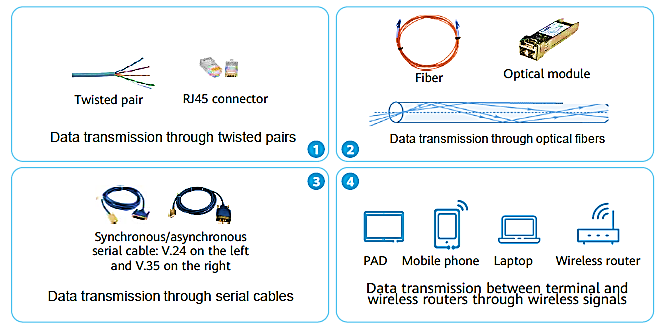 Twisted pair
RJ45 connector
Data transmission through twisted pairs
1
Fiber
Optical module
Data transmission through optical fibers
2
3
Synchronous/asynchronous
serial cable: V.24 on the left
and V.35 on the right
Data transmission through serial cables
4
PAD
Mobile phone
Laptop
Wireless router
Data transmission between terminal and
wireless routers through wireless signals